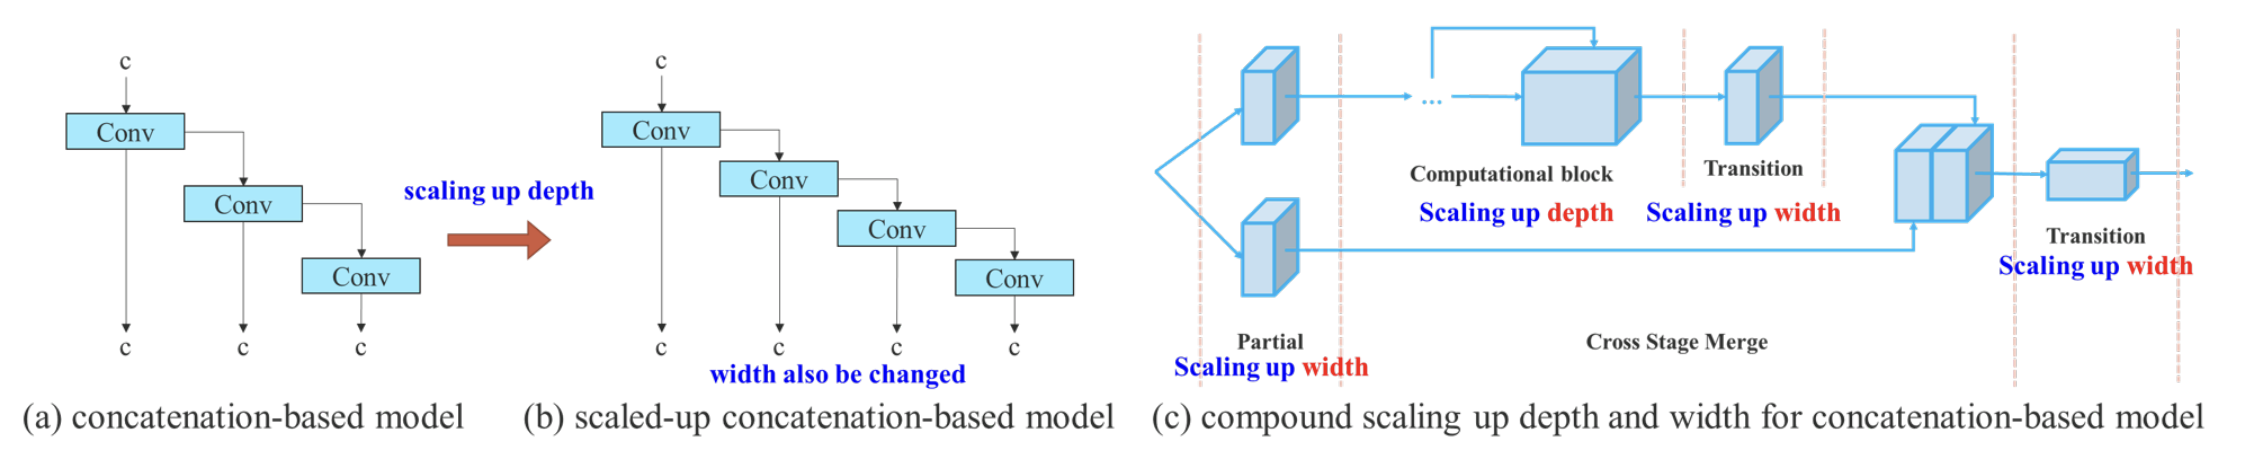 c
Conv
Conv
Conv
c c c
(a) concatenation-based model
scaling up depth
c
Conv
Conv
Conv
Conv
c c c c
width also be changed
(b) scaled-up concatenation-based model
...
Computational block
Scaling up depth
Transition
Scaling up width
Transition
Scaling up width
Partial
Scaling up width
Cross Stage Merge
(c) compound scaling up depth and width for concatenation-based model